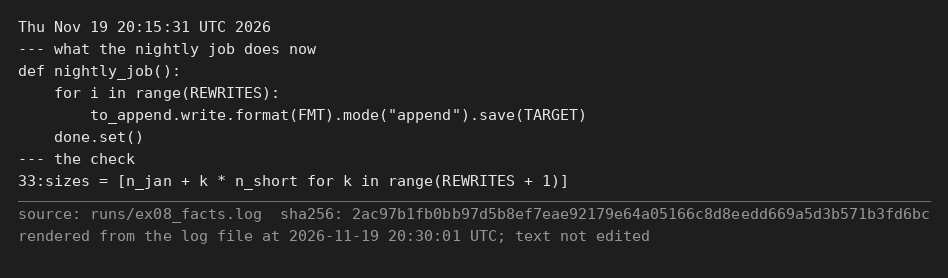 Thu Nov 19 20:15:31 UTC 2026
--- what the nightly job does now
def nightly_job():
    for i in range(REWRITES):
        to_append.write.format(FMT).mode("append").save(TARGET)
    done.set()
--- the check
33:sizes = [n_jan + k * n_short for k in range(REWRITES + 1)]
source: runs/ex08_facts.log  sha256: 2ac97b1fb0bb97d5b8ef7eae92179e64a05166c8d8eedd669a5d3b571b3fd6bc
rendered from the log file at 2026-11-19 20:30:01 UTC; text not edited